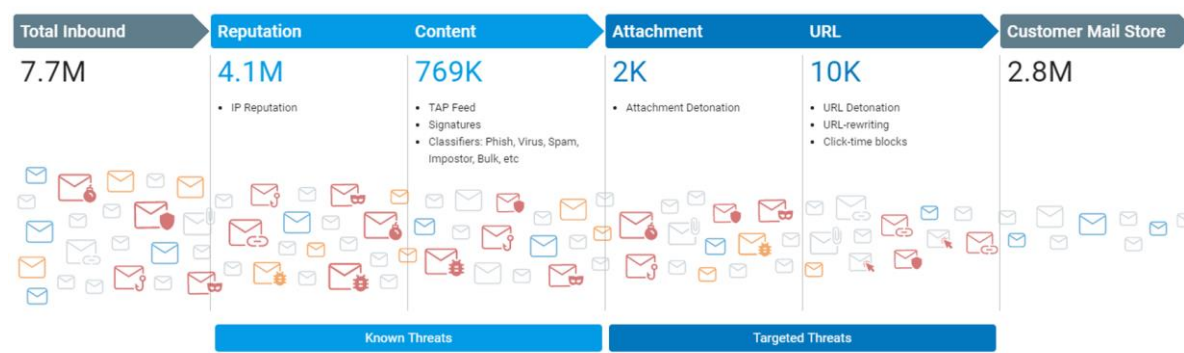 Total Inbound
7.7M
Reputation
4.1M
• IP Reputation
Content
769K
• TAP Feed
• Signatures
• Classifiers: Phish, Virus, Spam,
Impostor, Bulk, etc
Attachment
2K
• Attachment Detonation
URL
10K
• URL Detonation
• URL-rewriting
• Click-time blocks
Customer Mail Store
2.8M
Known Threats
Targeted Threats